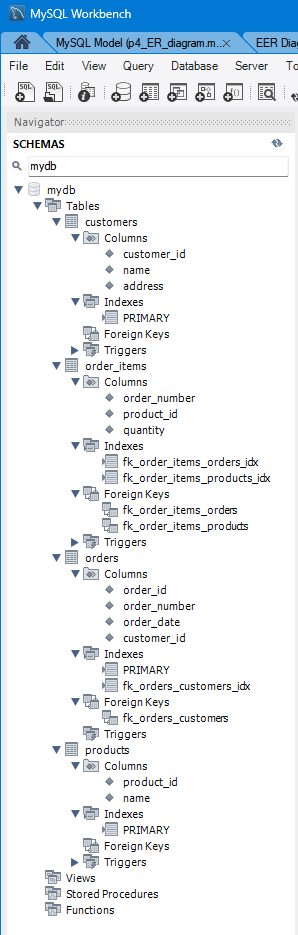 MySQL Workbench
MySQL Model (p4_ER_diagram.m... × EER Dia
File Edit View Query Database Server To
Navigator
SCHEMAS
mydb
mydb
Tables
customers
Columns
customer_id
name
address
Indexes
PRIMARY
Foreign Keys
Triggers
order_items
Columns
order_number
product_id
quantity
Indexes
fk_order_items_orders_idx
fk_order_items_products_idx
Foreign Keys
fk_order_items_orders
fk_order_items_products
Triggers
orders
Columns
order_id
order_number
order_date
customer_id
Indexes
PRIMARY
fk_orders_customers_idx
Foreign Keys
fk_orders_customers
Triggers
products
Columns
product_id
name
Indexes
PRIMARY
Foreign Keys
Triggers
Views
Stored Procedures
Functions